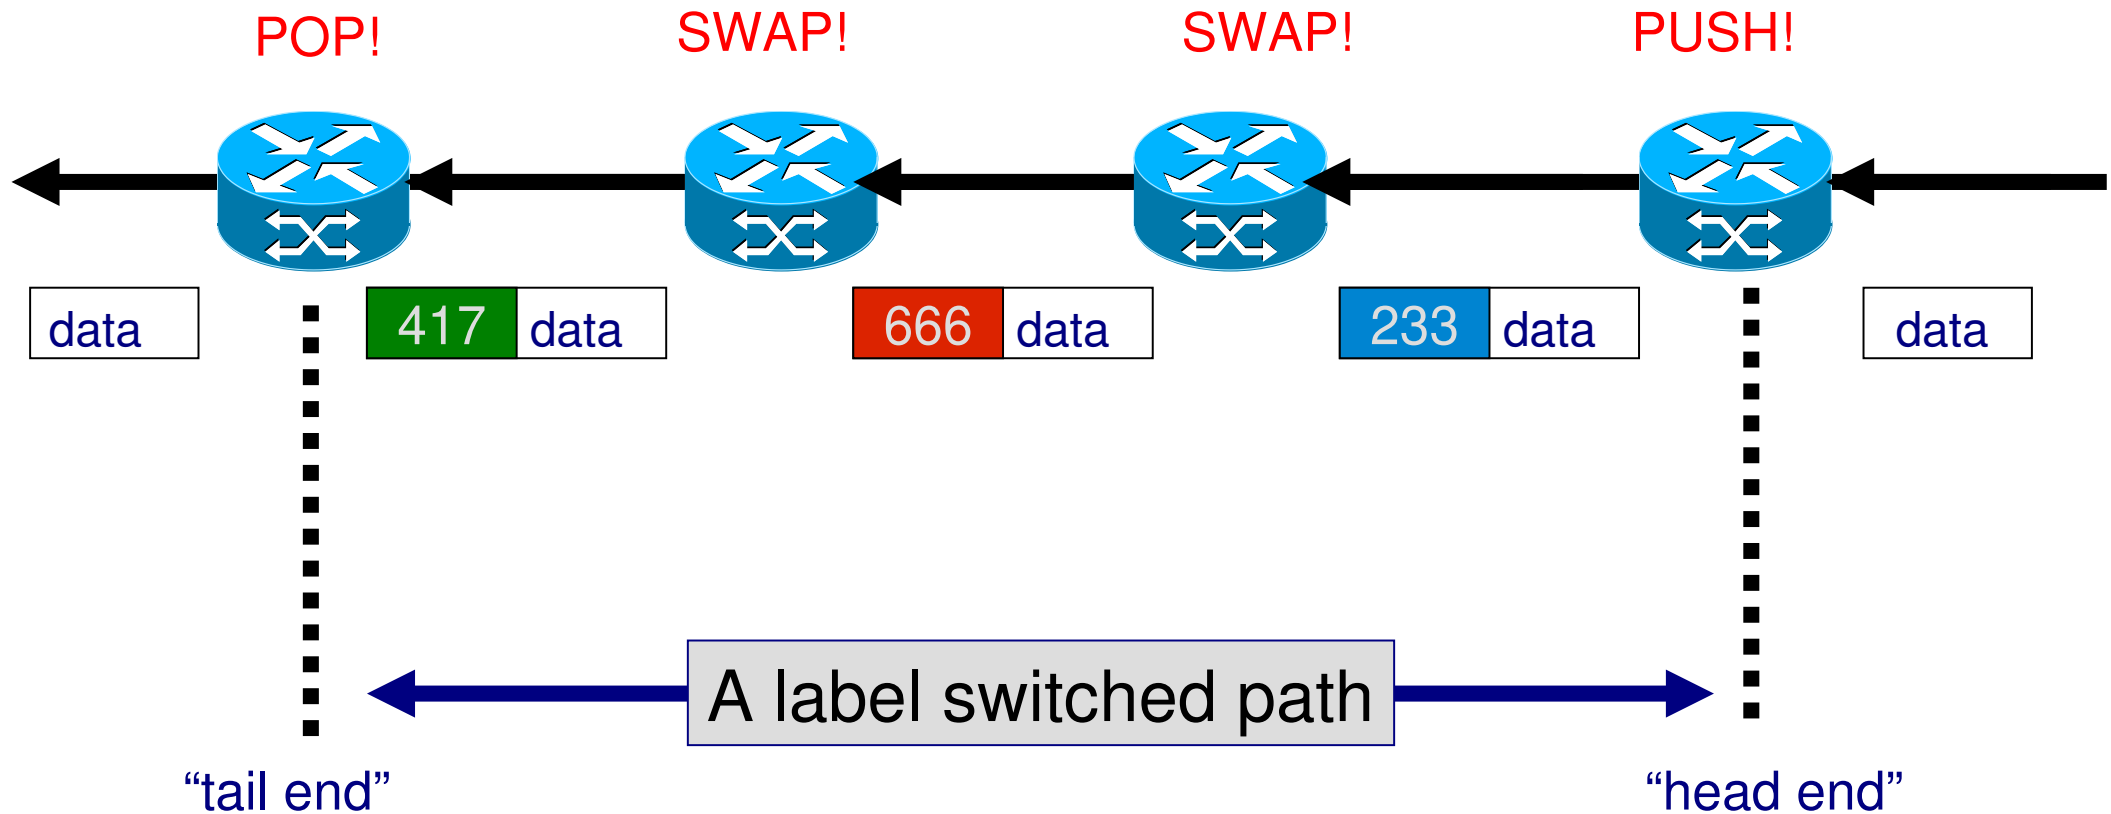 POP!
SWAP!
SWAP!
PUSH!
data
417 data
666 data
233 data
data
A label switched path
“tail end”
“head end”